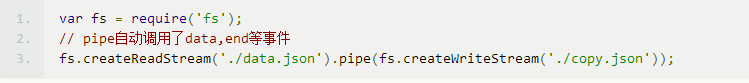 1. var fs = require('fs');
2. // pipe自动调用了data,end等事件
3. fs.createReadStream('./data.json').pipe(fs.createWriteStream('./copy.json'));